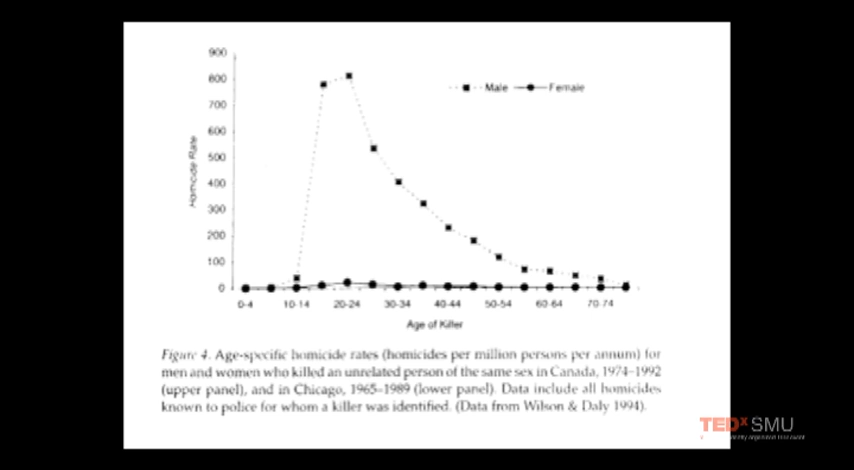 900
800
700
600
500
400
300
200
100
0
Homicide Rate
Male Female
0-4 10-14 20-24 30-34 40-44 50-54 60-64 70-74
Age of Killer
Figure 4. Age-specific homicide rates (homicides per million persons per annum) for
men and women who killed an unrelated person of the same sex in Canada, 1974–1992
(upper panel), and in Chicago, 1965–1989 (lower panel). Data include all homicides
known to police for whom a killer was identified. (Data from Wilson & Daly 1994).
TEDx SMU